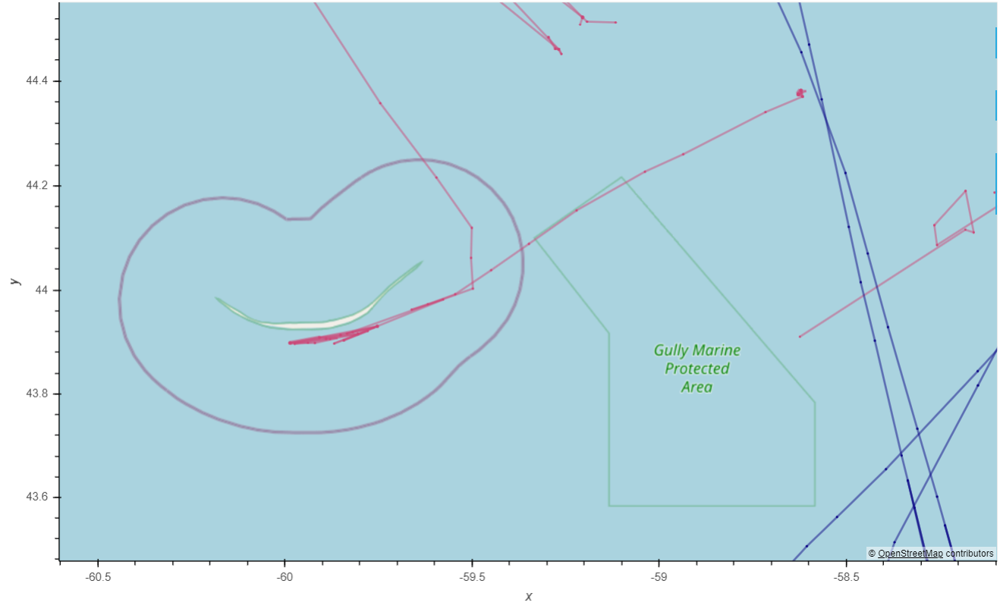 44.4
44.2
44
43.8
43.6
y
Gully Marine
Protected
Area
© OpenStreetMap contributors
-60.5
-60
-59.5
-59
-58.5
x